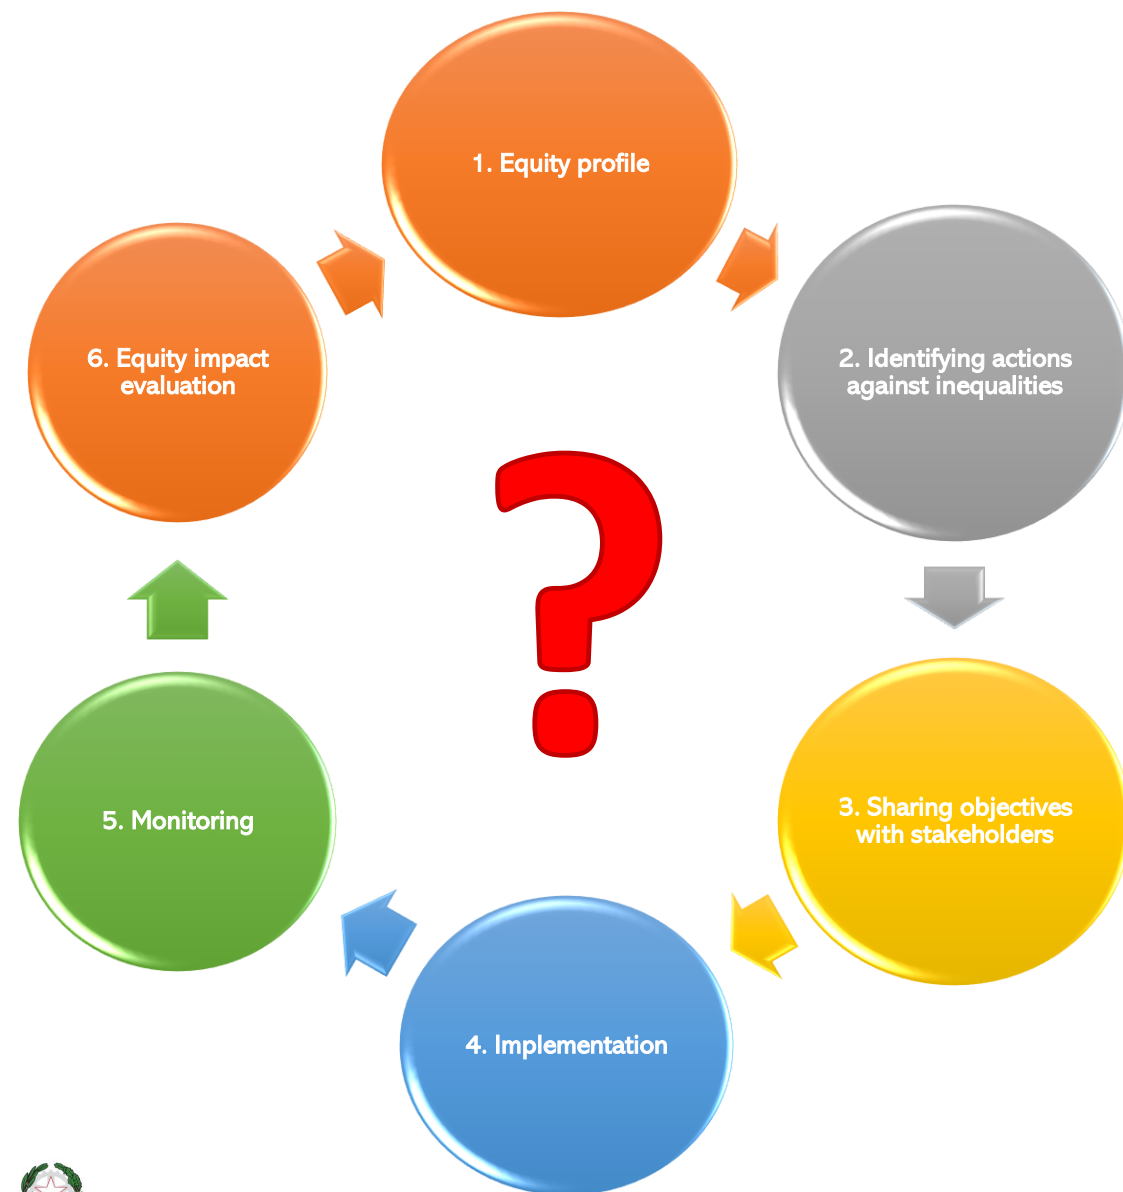 1. Equity profile
2. Identifying actions
against inequalities
3. Sharing objectives
with stakeholders
4. Implementation
5. Monitoring
6. Equity impact
evaluation
?